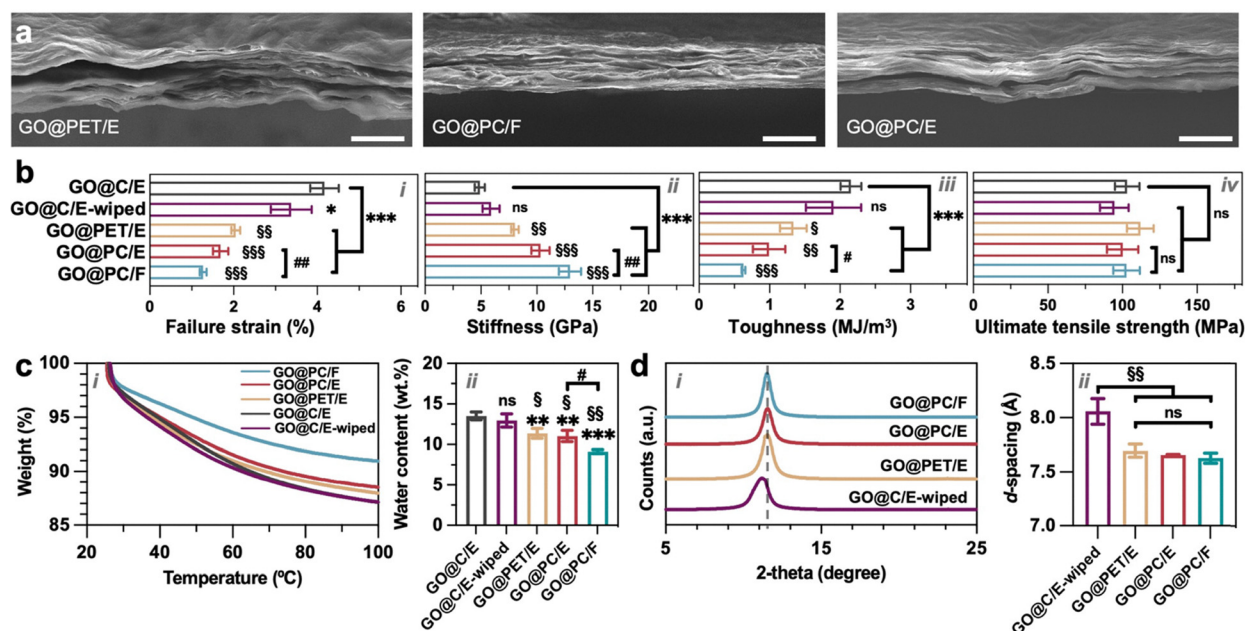 a
GO@PET/E
GO@PC/F
GO@PC/E
b
GO@C/E
GO@C/E-wiped
GO@PET/E
GO@PC/E
GO@PC/F
i
*
§§
§§§
§§§
##
***
0 2 4 6
Failure strain (%)
ii
ns
§§
§§§
§§§
##
***
0 5 10 15 20
Stiffness (GPa)
iii
ns
§
§§
§§§
#
***
0 1 2 3
Toughness (MJ/m³)
iv
ns
ns
0 50 100 150
Ultimate tensile strength (MPa)
c
i
GO@PC/F
GO@PC/E
GO@PET/E
GO@C/E
GO@C/E-wiped
100
95
90
85
Weight (%)
20 40 60 80 100
Temperature (ºC)
ii
20
15
10
5
0
Water content (wt.%)
ns
§
**
§
**
#
§§
***
GO@C/E
GO@C/E-wiped
GO@PET/E
GO@PC/E
GO@PC/F
d
i
GO@PC/F
GO@PC/E
GO@PET/E
GO@C/E-wiped
Counts (a.u.)
5 15 25
2-theta (degree)
ii
8.5
8.0
7.5
7.0
d-spacing (Å)
§§
ns
GO@C/E-wiped
GO@PET/E
GO@PC/E
GO@PC/F